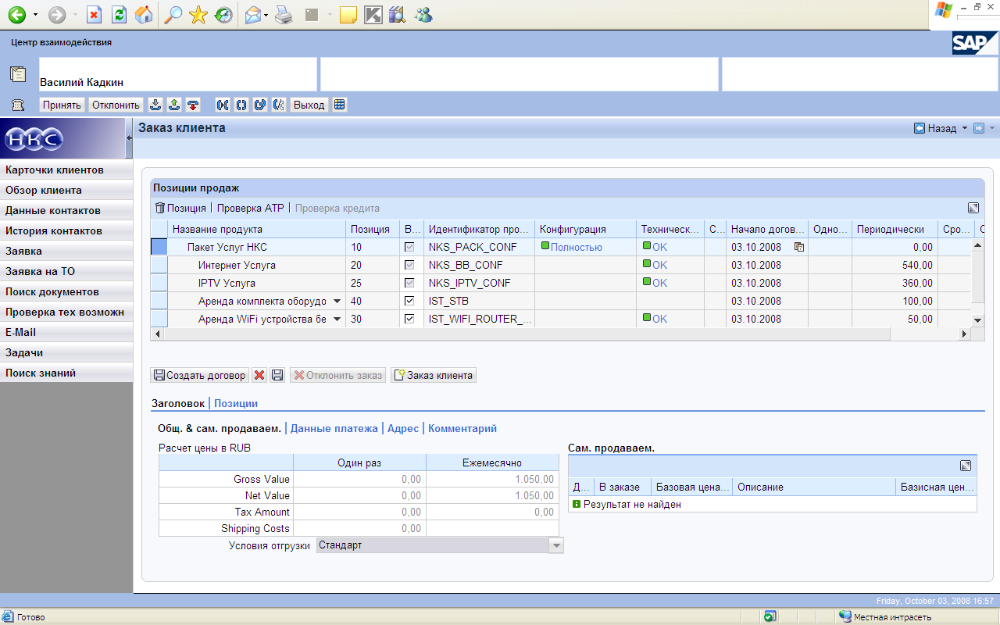 Центр взаимодействия
SAP
Василий Кадкин
Принять Отклонить Выход
НКС
Заказ клиента Назад
Карточки клиентов
Обзор клиента
Данные контактов
История контактов
Заявка
Заявка на ТО
Поиск документов
Проверка тех возможн
E-Mail
Задачи
Поиск знаний
Позиции продаж
Позиция Проверка ATP Проверка кредита
Название продукта Позиция В... Идентификатор про... Конфигурация Техническ... С... Начало догов... Одно... Периодически Сро...
Пакет Услуг НКС 10 NKS_PACK_CONF Полностью OK 03.10.2008 0,00
Интернет Услуга 20 NKS_BB_CONF OK 03.10.2008 540,00
IPTV Услуга 25 NKS_IPTV_CONF OK 03.10.2008 360,00
Аренда комплекта оборудо 40 IST_STB 03.10.2008 100,00
Аренда WiFi устройства бе 30 IST_WIFI_ROUTER_... OK 03.10.2008 50,00
Создать договор Отклонить заказ Заказ клиента
Заголовок Позиции
Общ. & сам. продаваем. Данные платежа Адрес Комментарий
Расчет цены в RUB
Один раз Ежемесячно
Gross Value 0,00 1.050,00
Net Value 0,00 1.050,00
Tax Amount 0,00 0,00
Shipping Costs 0,00
Условия отгрузки Стандарт
Сам. продаваем.
Д... В заказе Базовая цена... Описание Базисная цен...
Результат не найден
Friday, October 03, 2008 16:57
Готово Местная интрасеть